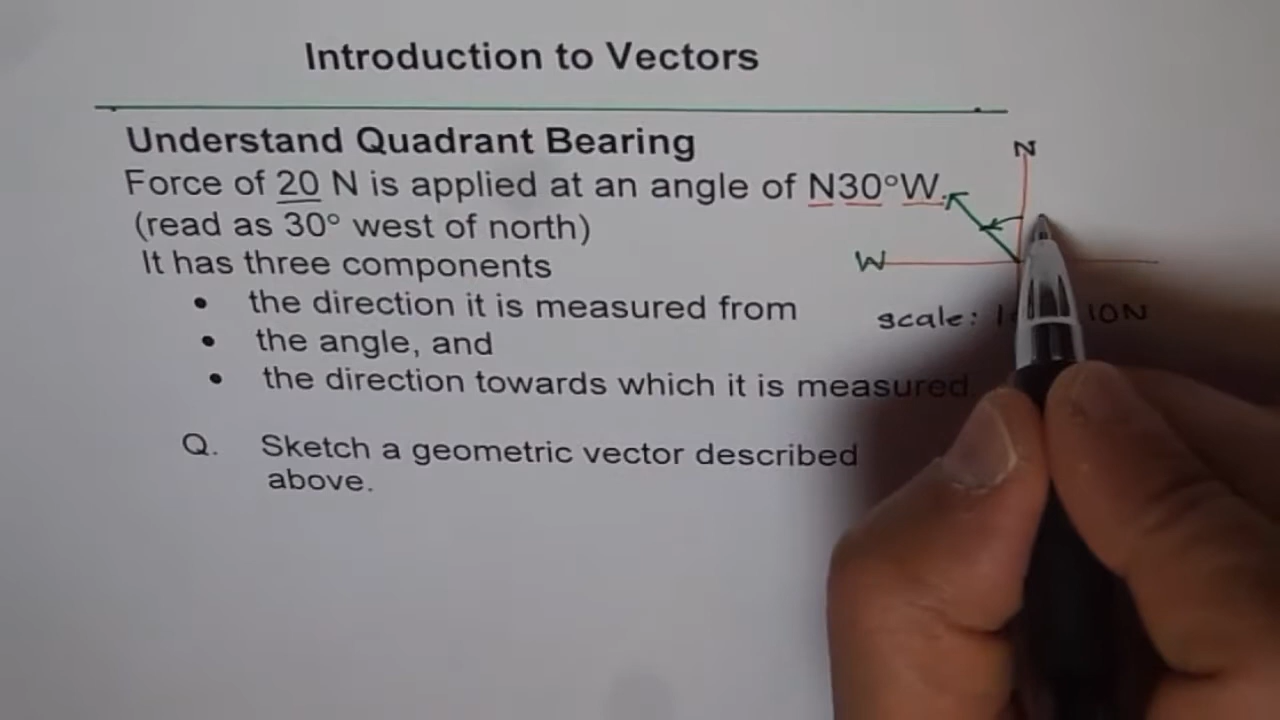 Introduction to Vectors
Understand Quadrant Bearing
Force of 20 N is applied at an angle of N30°W.
(read as 30° west of north)
It has three components
• the direction it is measured from
• the angle, and
• the direction towards which it is measured
Q. Sketch a geometric vector described
above.
N
W
scale: 10N